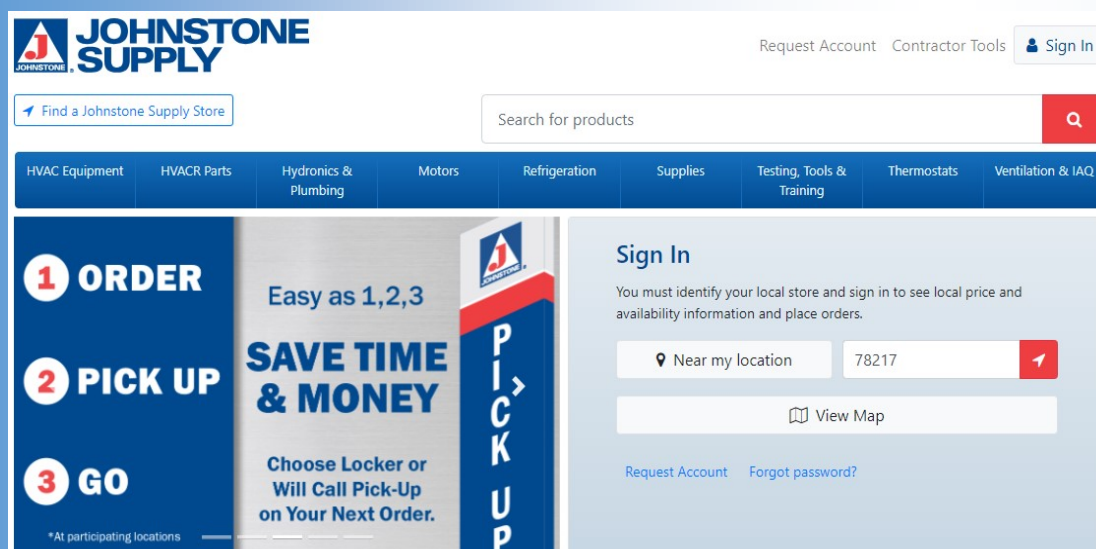 JOHNSTONE
SUPPLY
JOHNSTONE
Request Account Contractor Tools Sign In
Find a Johnstone Supply Store
Search for products
HVAC Equipment
HVACR Parts
Hydronics &
Plumbing
Motors
Refrigeration
Supplies
Testing, Tools &
Training
Thermostats
Ventilation & IAQ
1 ORDER
2 PICK UP
3 GO
*At participating locations
Easy as 1,2,3
SAVE TIME
& MONEY
Choose Locker or
Will Call Pick-Up
on Your Next Order.
JOHNSTONE
PICK UP
Sign In
You must identify your local store and sign in to see local price and
availability information and place orders.
Near my location
78217
View Map
Request Account Forgot password?